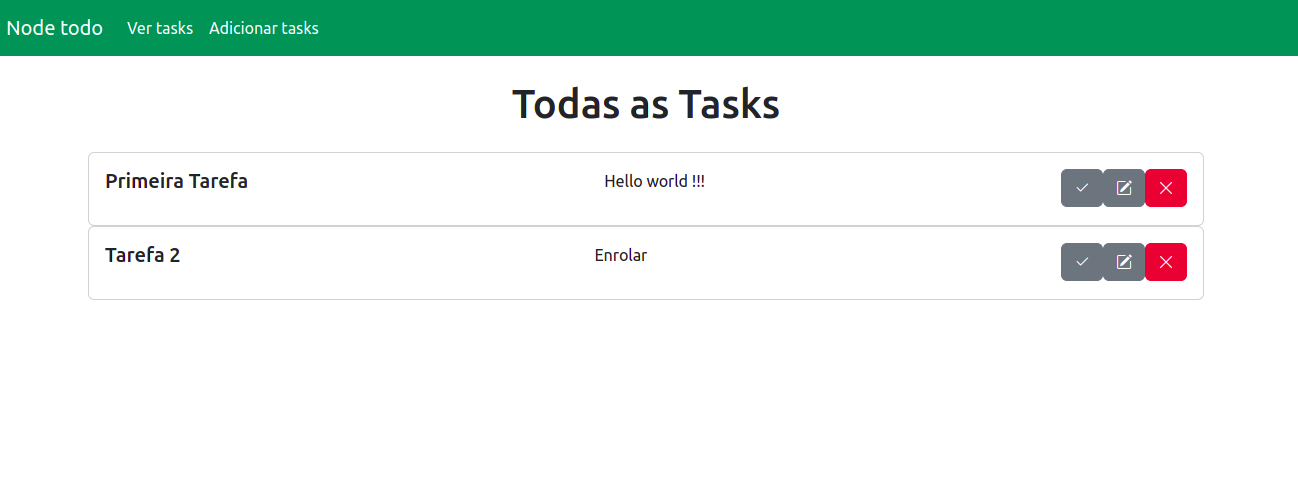 Node todo Ver tasks Adicionar tasks
Todas as Tasks
Primeira Tarefa Hello world !!!
Tarefa 2 Enrolar